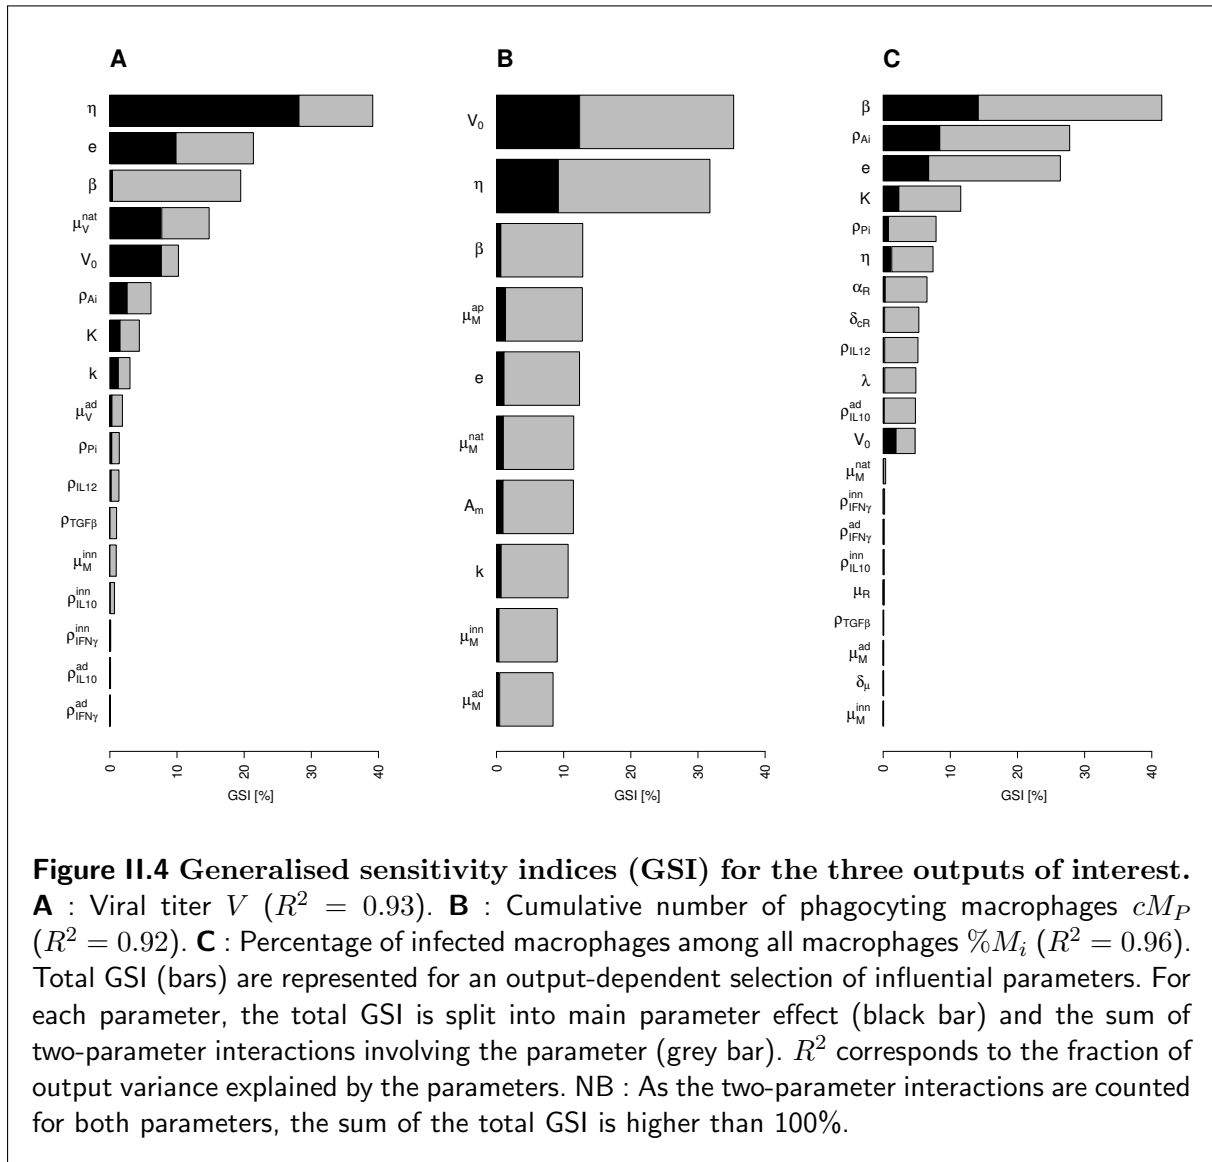 A
η
e
β
μ_V^nat
V_0
ρ_Ai
K
k
μ_V^ad
ρ_Pi
ρ_IL12
ρ_TGFβ
μ_M^inn
ρ_IL10^inn
ρ_IFNγ^inn
ρ_IL10^ad
ρ_IFNγ^ad
0 10 20 30 40
GSI [%]
B
V_0
η
β
μ_M^ap
e
μ_M^nat
A_m
k
μ_M^inn
μ_M^ad
0 10 20 30 40
GSI [%]
C
β
ρ_Ai
e
K
ρ_Pi
η
α_R
δ_cR
ρ_IL12
λ
ρ_IL10^ad
V_0
μ_M^nat
ρ_IFNγ^inn
ρ_IFNγ^ad
ρ_IL10^inn
μ_R
ρ_TGFβ
μ_M^ad
δ_μ
μ_M^inn
0 10 20 30 40
GSI [%]
Figure II.4 Generalised sensitivity indices (GSI) for the three outputs of interest.
A : Viral titer V (R² = 0.93). B : Cumulative number of phagocyting macrophages cM_P
(R² = 0.92). C : Percentage of infected macrophages among all macrophages %M_i (R² = 0.96).
Total GSI (bars) are represented for an output-dependent selection of influential parameters. For
each parameter, the total GSI is split into main parameter effect (black bar) and the sum of
two-parameter interactions involving the parameter (grey bar). R² corresponds to the fraction of
output variance explained by the parameters. NB : As the two-parameter interactions are counted
for both parameters, the sum of the total GSI is higher than 100%.